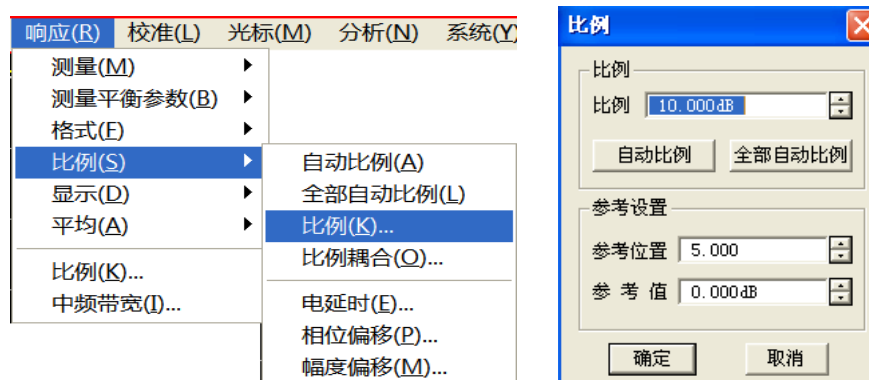 响应(R) 校准(L) 光标(M) 分析(N) 系统(Y)
测量(M)
测量平衡参数(B)
格式(F)
比例(S)
显示(D)
平均(A)
比例(K)...
中频带宽(I)...
自动比例(A)
全部自动比例(L)
比例(K)...
比例耦合(O)...
电延时(E)...
相位偏移(P)...
幅度偏移(M)...
比例
比例
比例 10.000dB
自动比例 全部自动比例
参考设置
参考位置 5.000
参 考 值 0.000dB
确定 取消